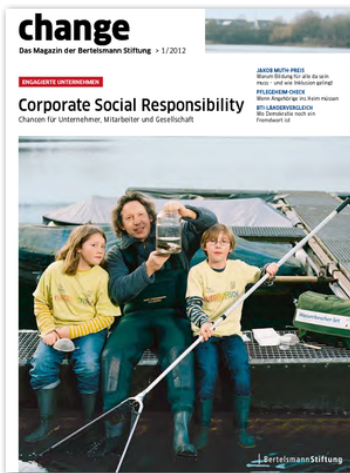 change
Das Magazin der Bertelsmann Stiftung > 1/2012
JAKOB MUTH-PREIS
Warum Bildung für alle da sein
muss – und wie Inklusion gelingt
PFLEGEHEIM-CHECK
Wenn Angehörige ins Heim müssen
BTI-LÄNDERVERGLEICH
Wo Demokratie noch ein
Fremdwort ist
ENGAGIERTE UNTERNEHMEN
Corporate Social Responsibility
Chancen für Unternehmer, Mitarbeiter und Gesellschaft
Wasserforscher-Set
BertelsmannStiftung